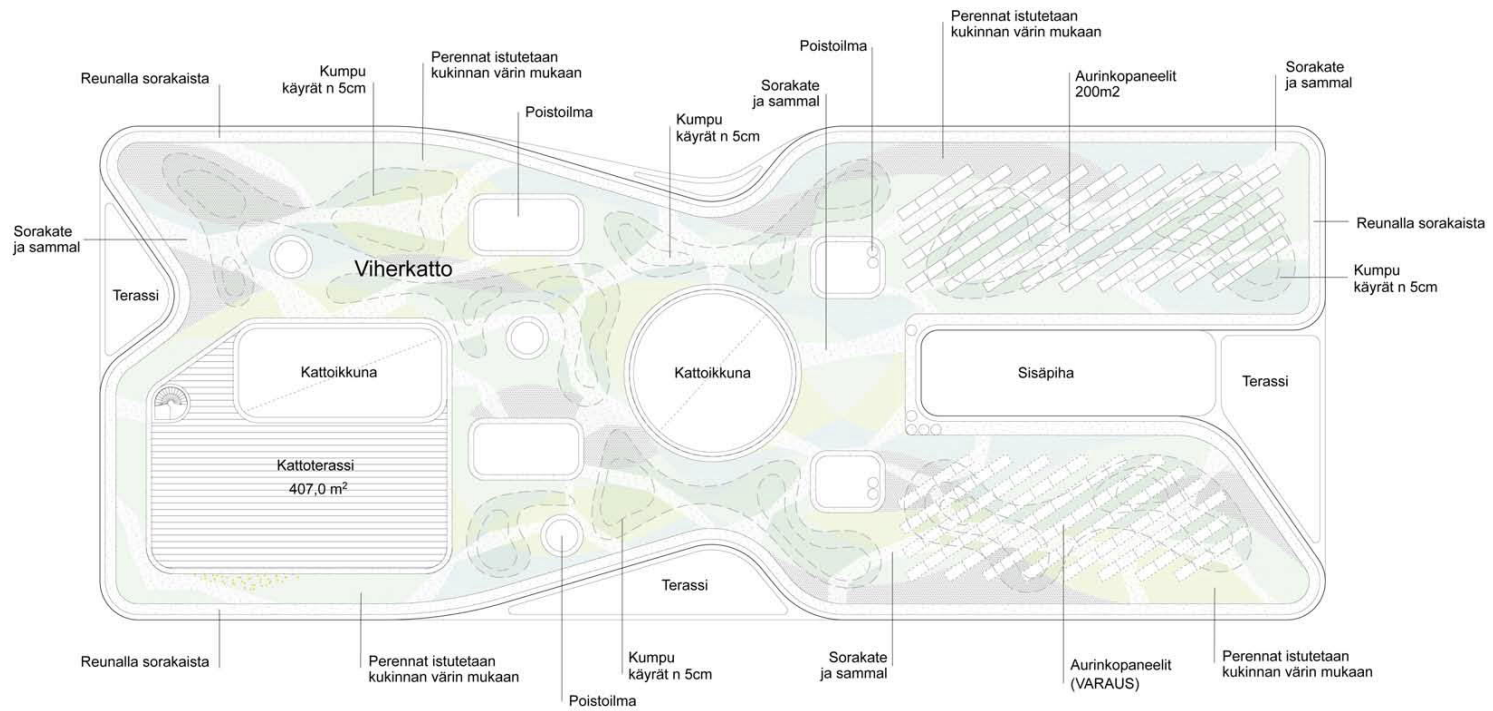 Perennat istutetaan
kukinnan värin mukaan
Poistoilma
Perennat istutetaan
kukinnan värin mukaan
Kumpu
käyrät n 5cm
Reunalla sorakaista
Sorakate
ja sammal
Aurinkopaneelit
200m2
Sorakate
ja sammal
Poistoilma
Kumpu
käyrät n 5cm
Sorakate
ja sammal
Reunalla sorakaista
Viherkatto
Kumpu
käyrät n 5cm
Terassi
Kattoikkuna
Kattoikkuna
Sisäpiha
Terassi
Kattoterassi
407,0 m²
Terassi
Reunalla sorakaista
Perennat istutetaan
kukinnan värin mukaan
Kumpu
käyrät n 5cm
Sorakate
ja sammal
Aurinkopaneelit
(VARAUS)
Perennat istutetaan
kukinnan värin mukaan
Poistoilma